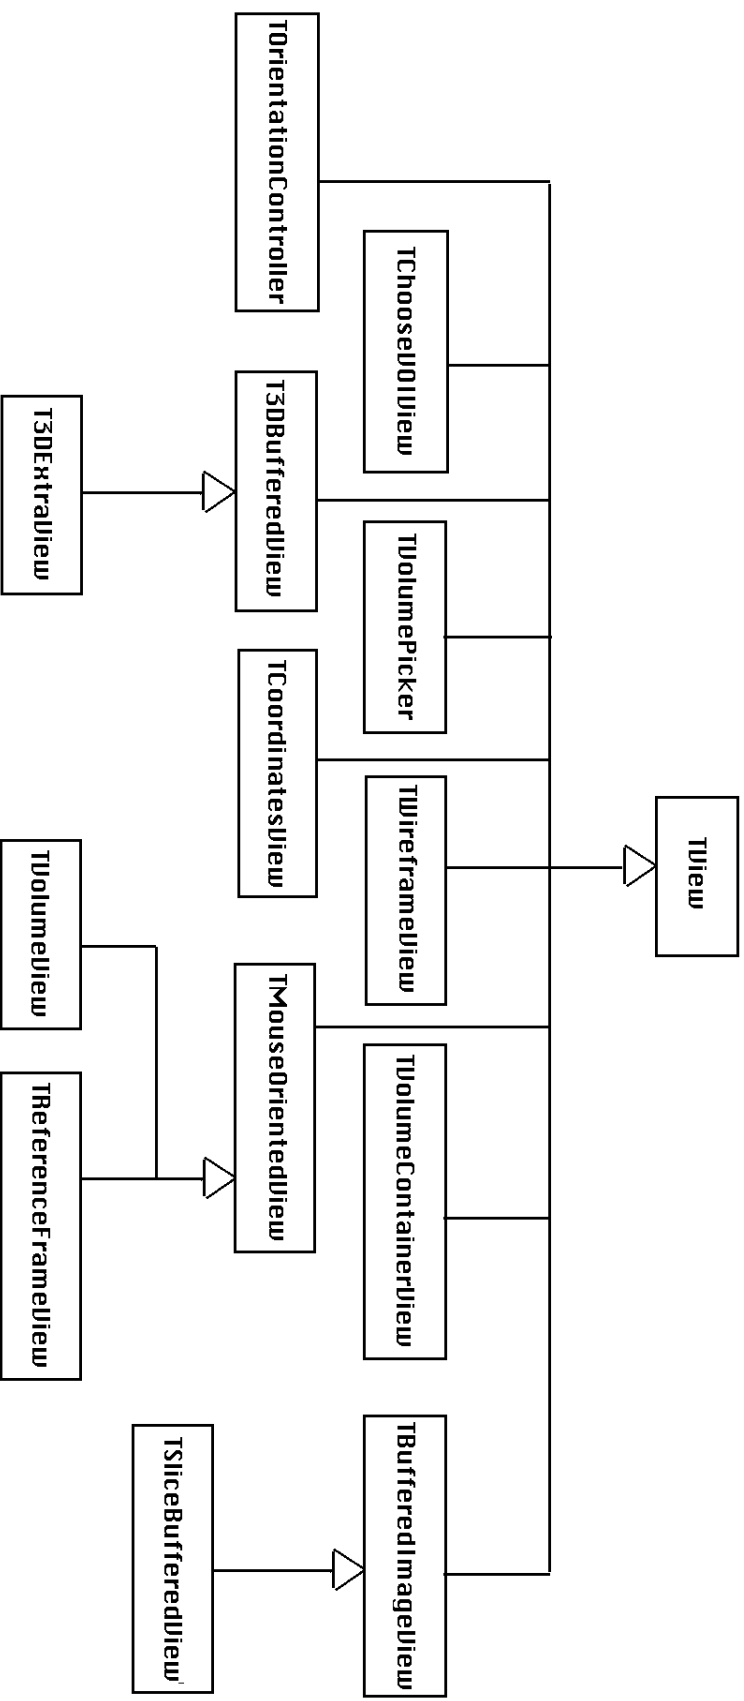 TView
TOrientationController
TChooseVOIView
T3DBufferedView
TVolumePicker
TCoordinatesView
TWireframeView
TMouseOrientedView
TVolumeContainerView
TBufferedImageView
T3DExtraView
TVolumeView
TReferenceFrameView
TSliceBufferedView